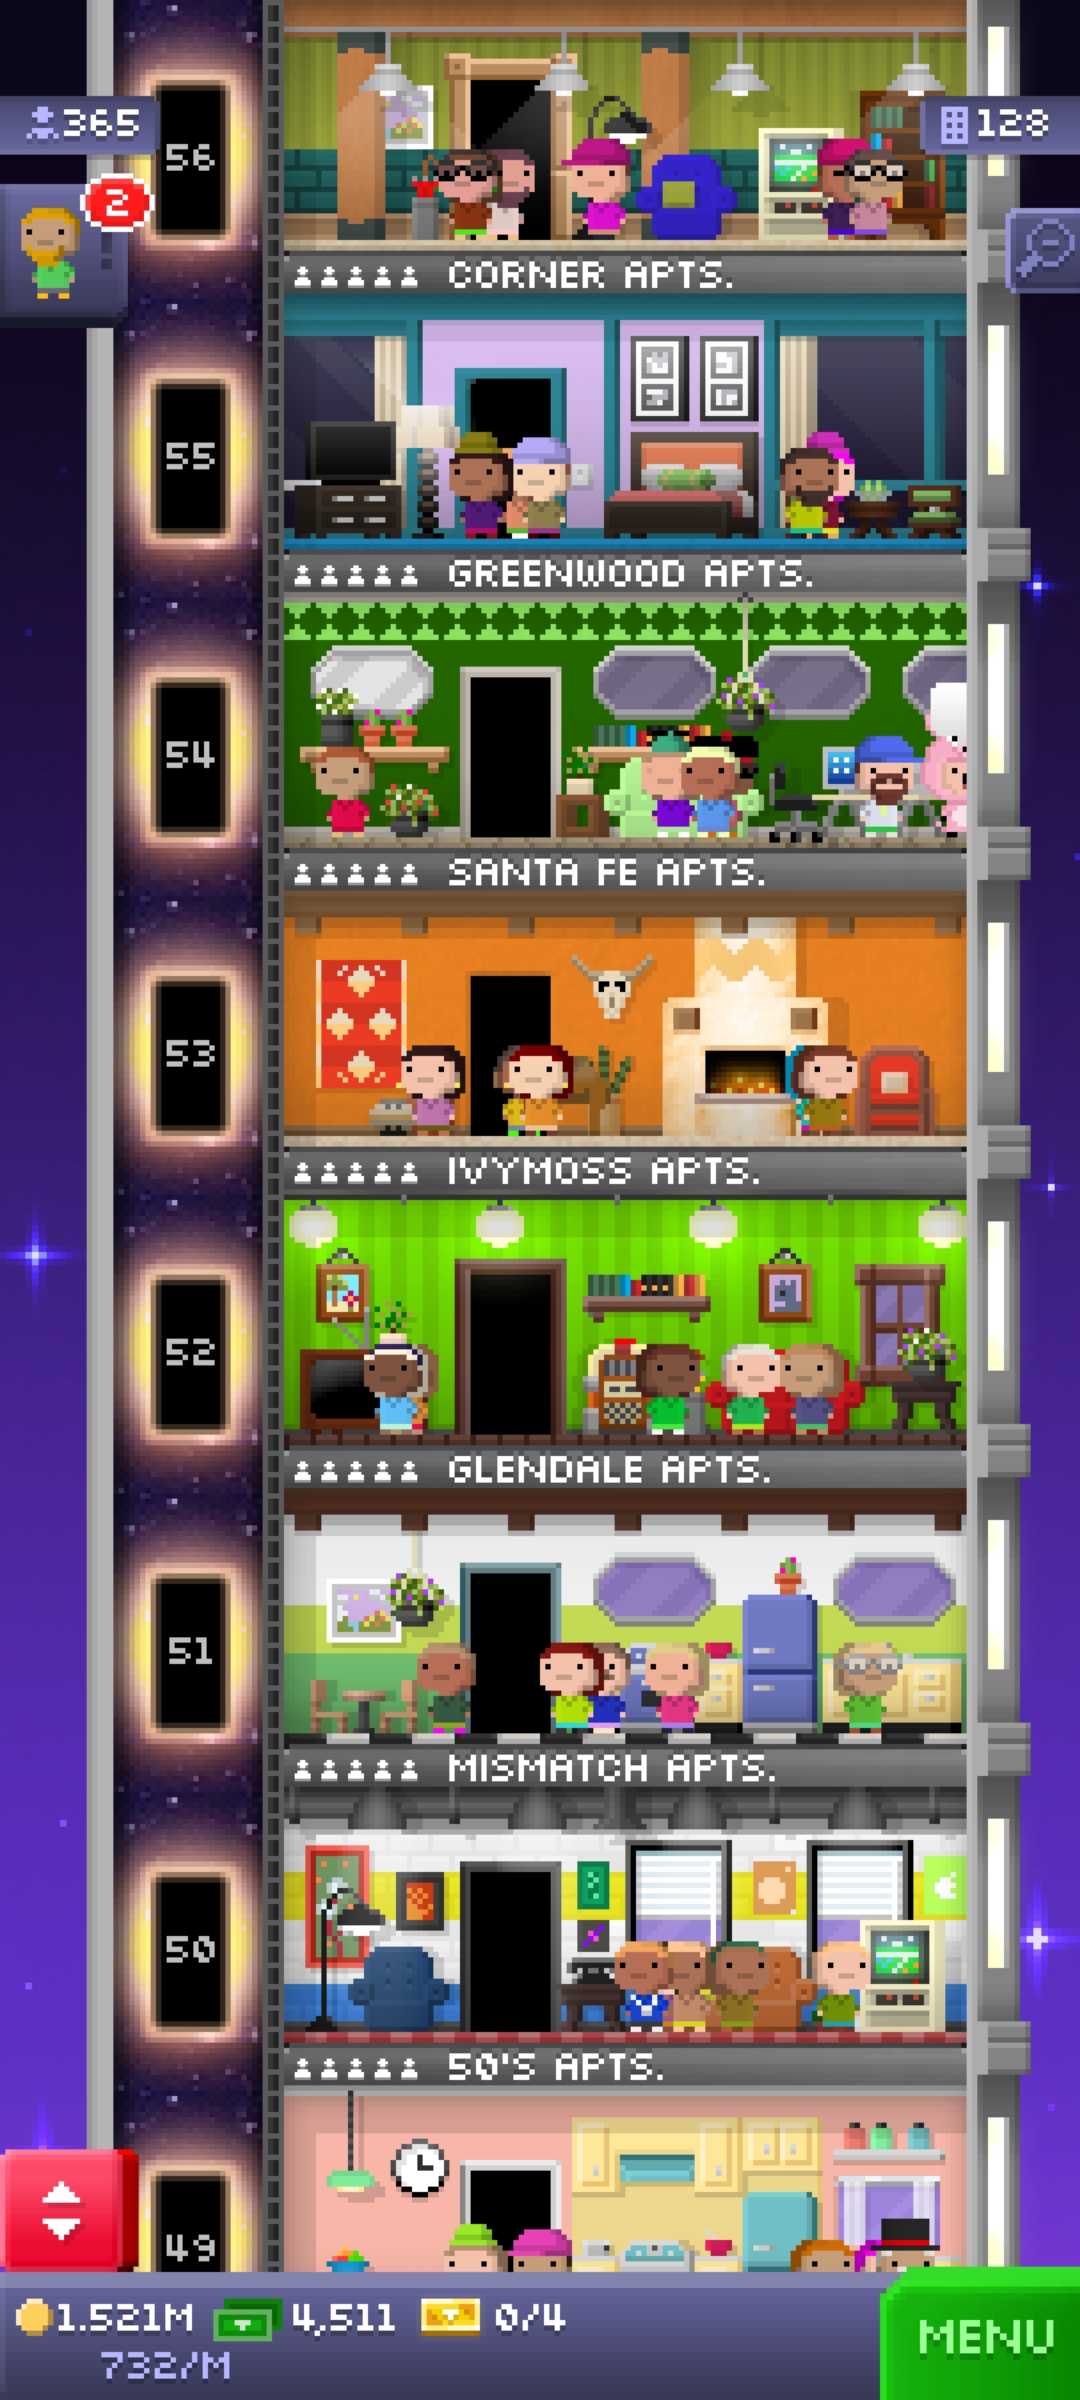 365
128
56
2
CORNER APTS.
55
GREENWOOD APTS.
54
SANTA FE APTS.
53
IVYMOSS APTS.
52
GLENDALE APTS.
51
MISMATCH APTS.
50
50'S APTS.
49
1.521M 4,511 0/4
732/M
MENU